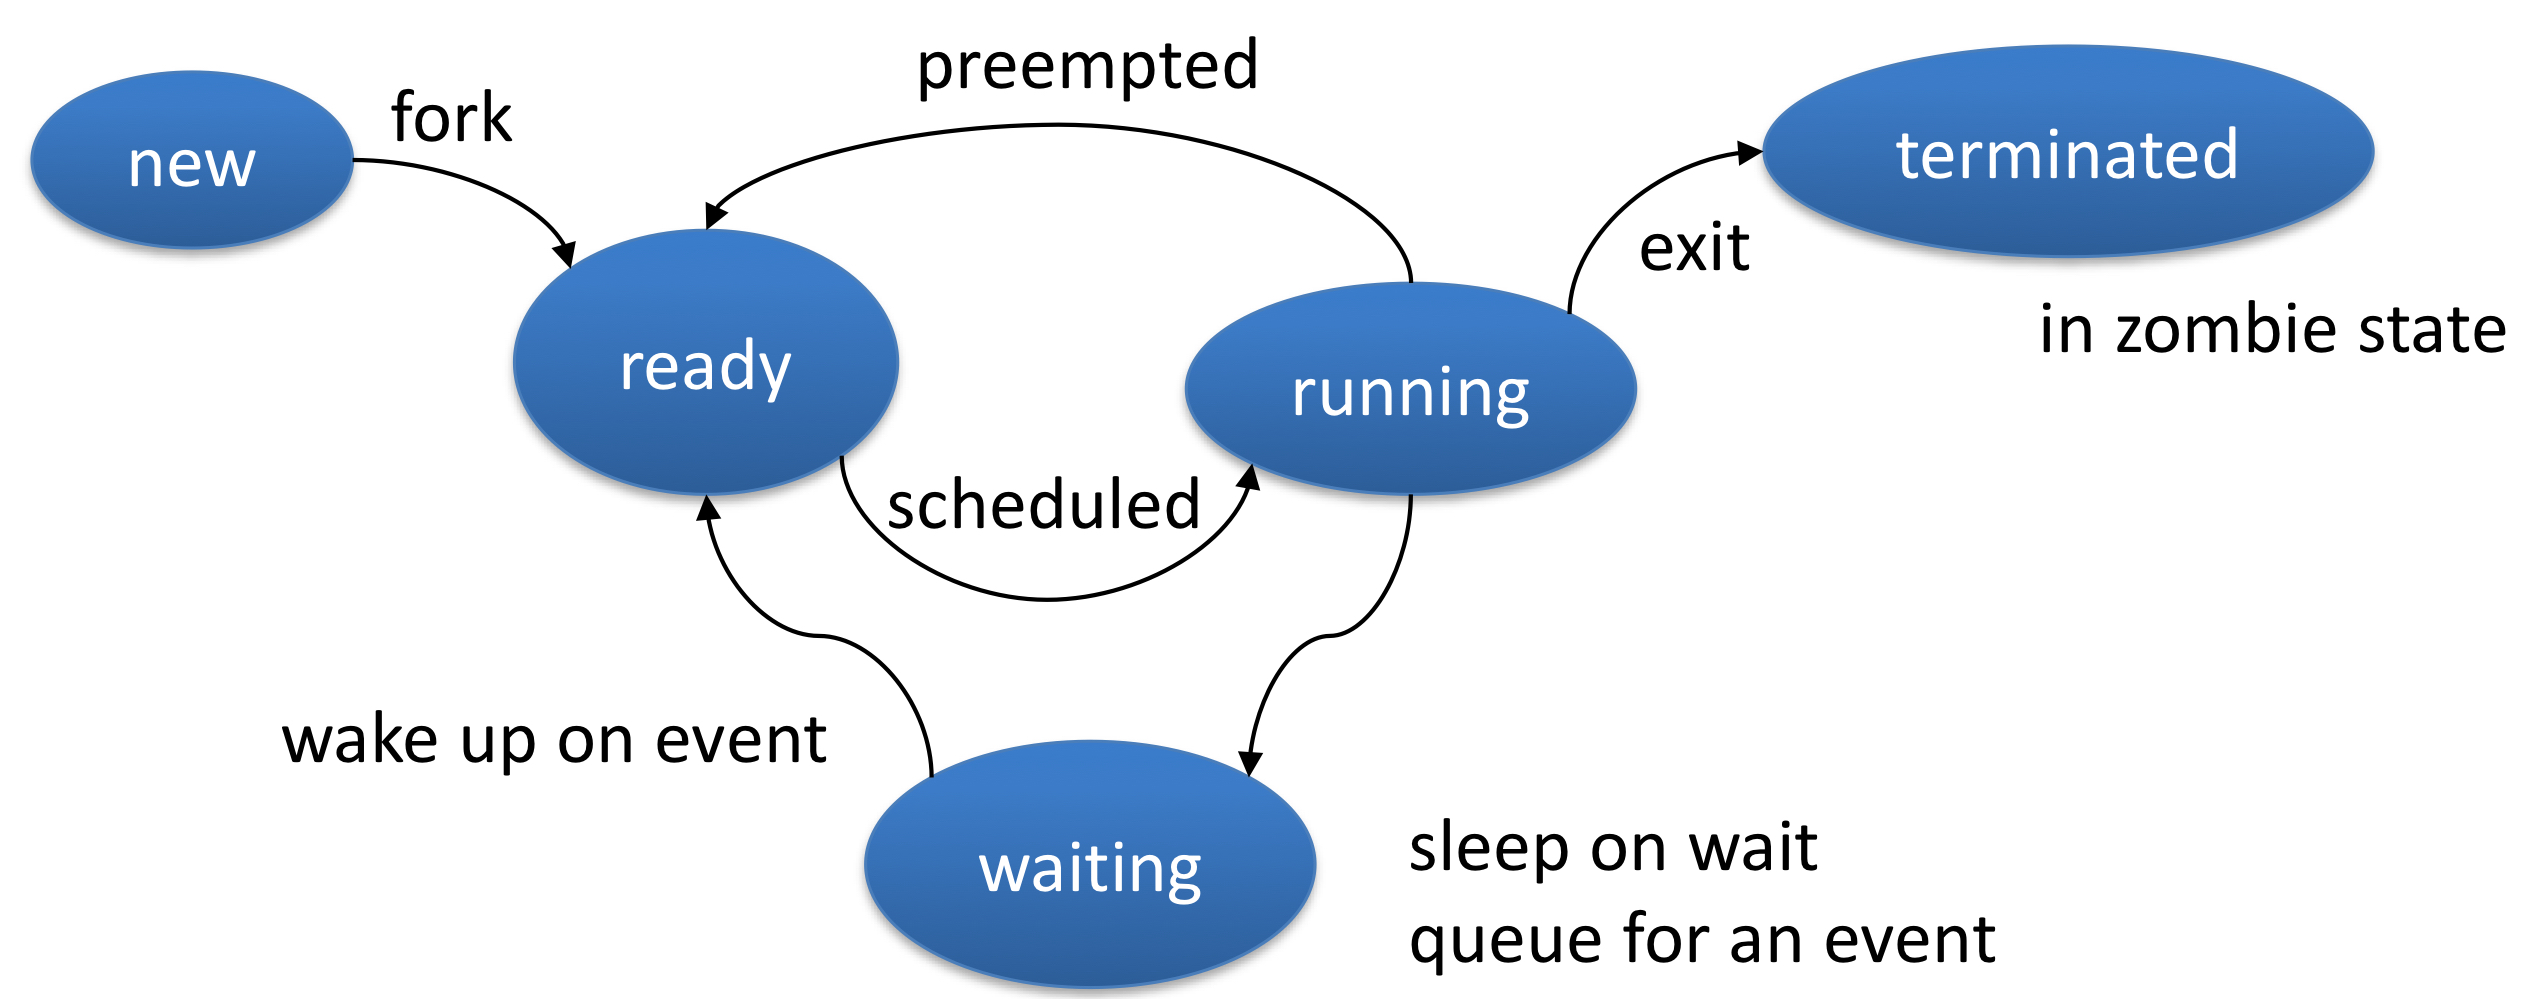 preempted
fork
new
terminated
exit
in zombie state
ready
running
scheduled
wake up on event
waiting
sleep on wait
queue for an event